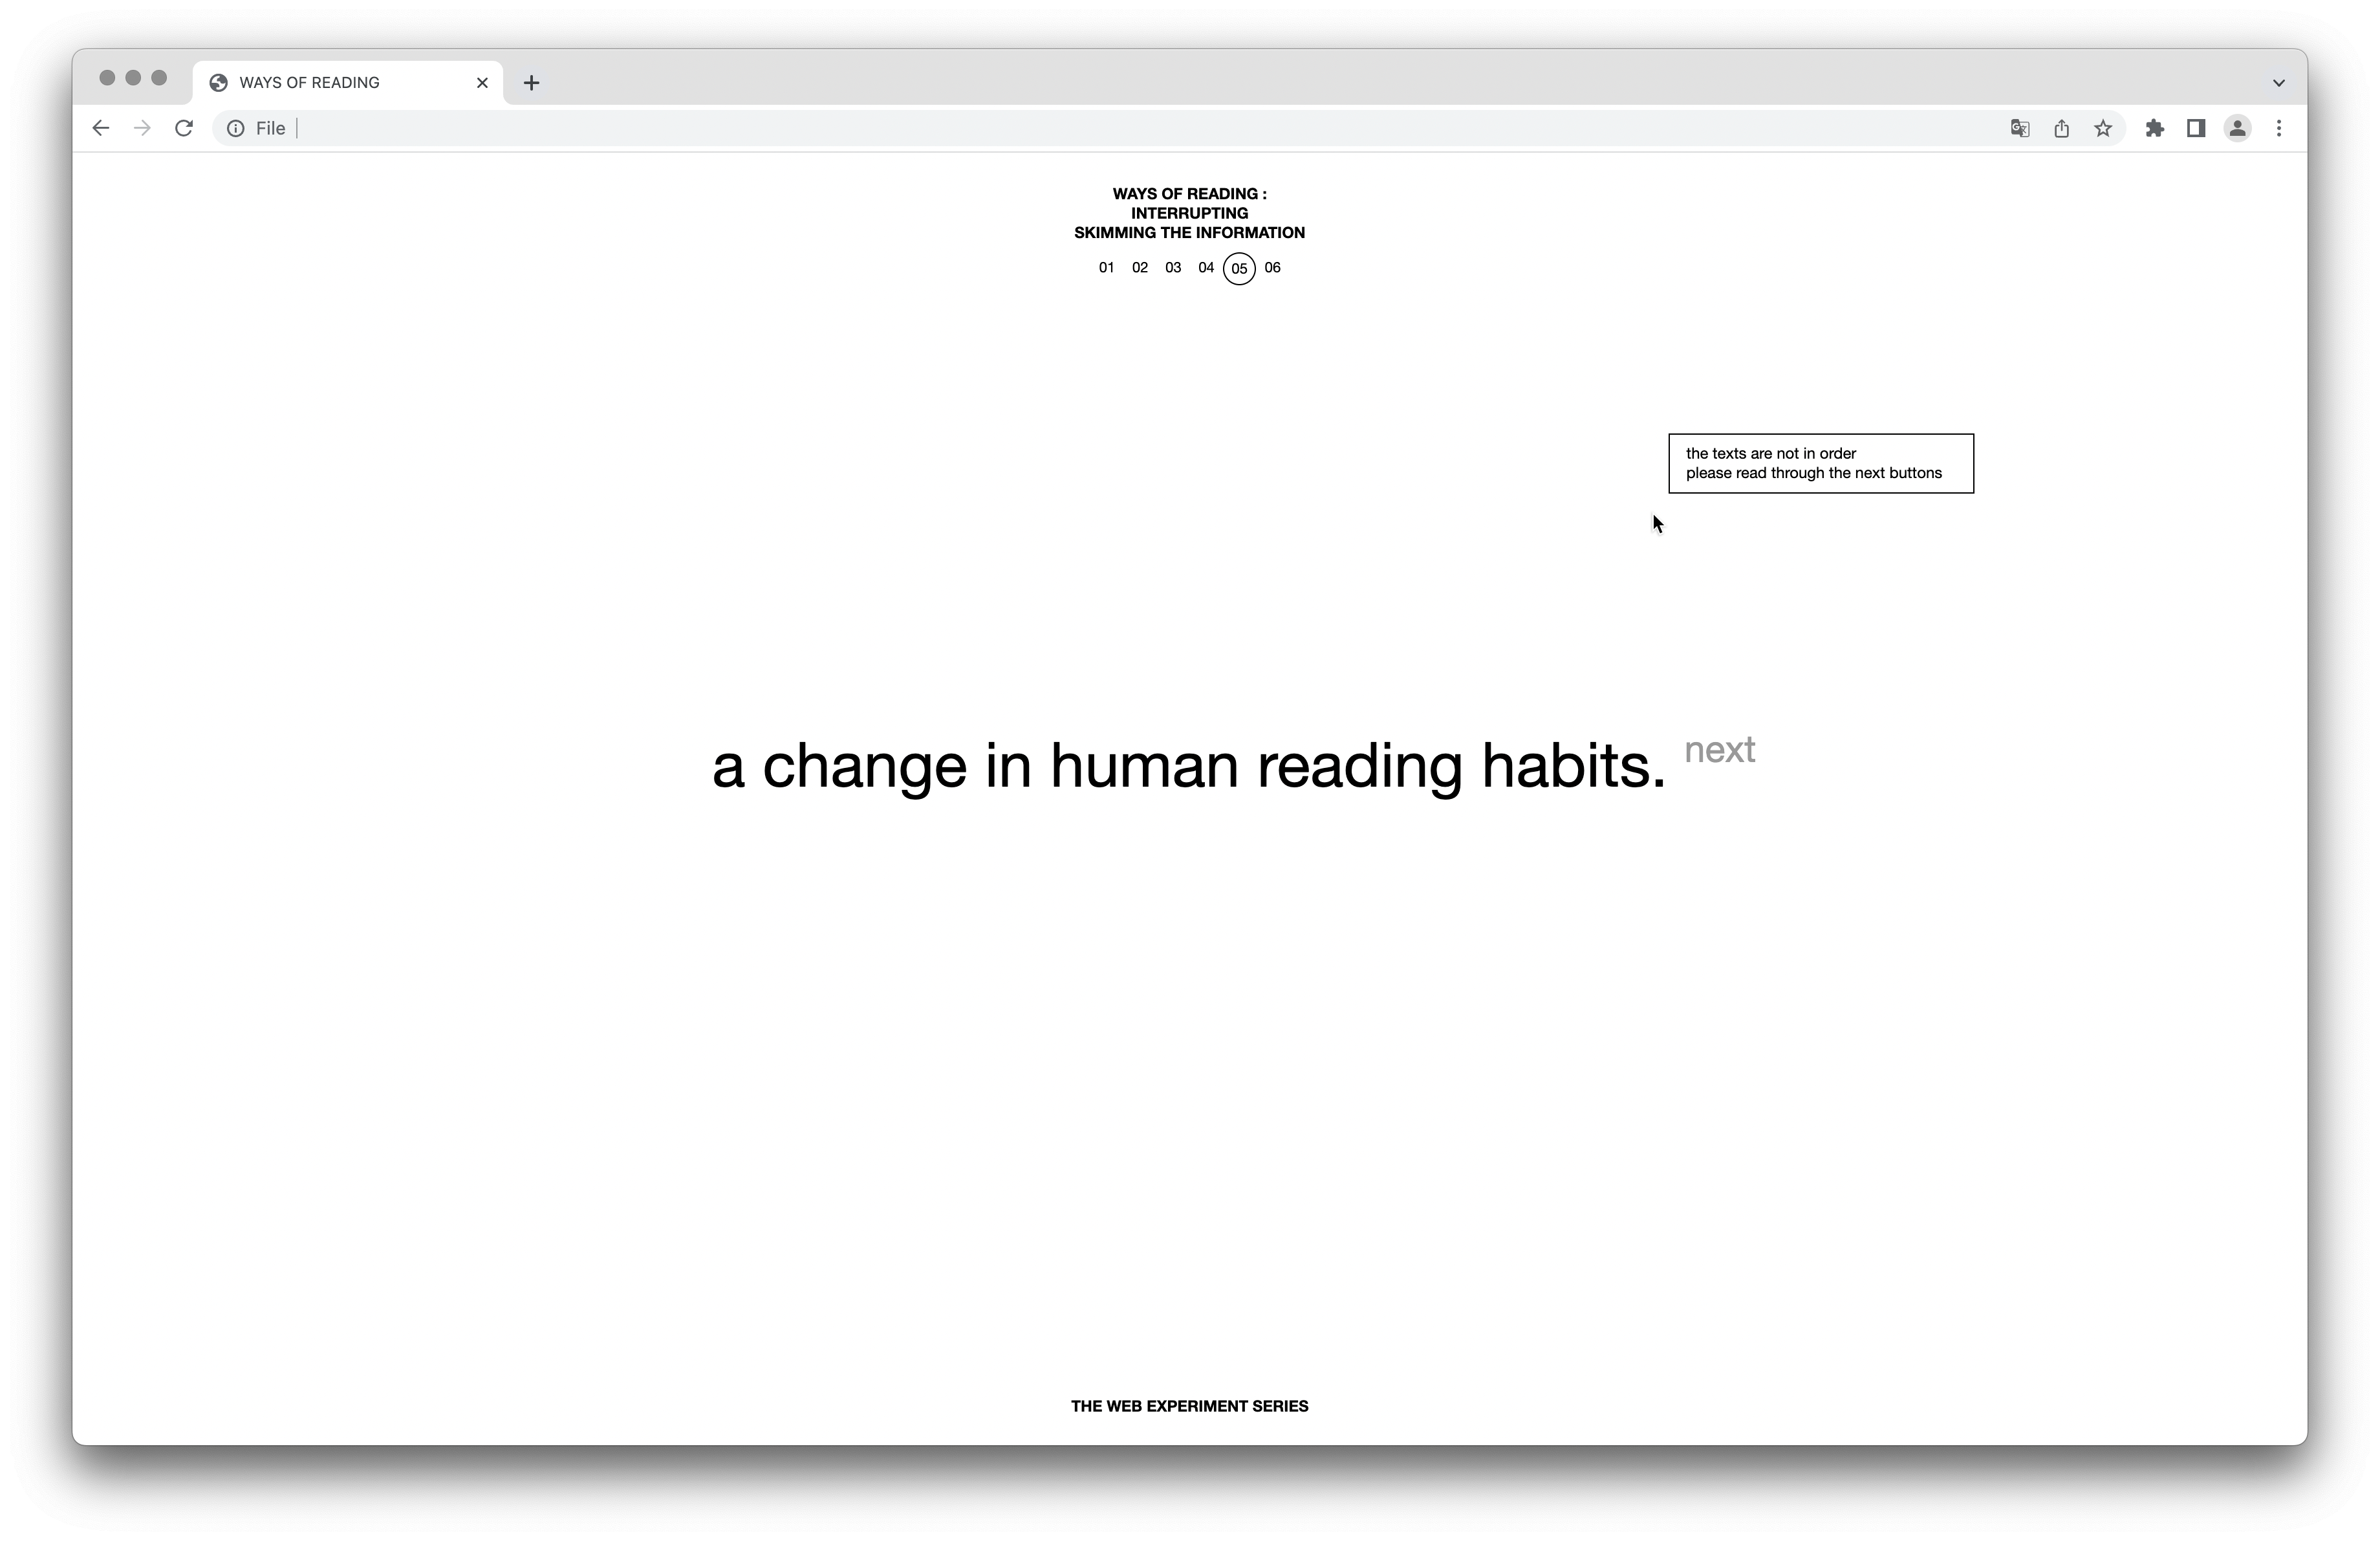 WAYS OF READING
File
WAYS OF READING :
INTERRUPTING
SKIMMING THE INFORMATION
01 02 03 04 05 06
the texts are not in order
please read through the next buttons
a change in human reading habits. next
THE WEB EXPERIMENT SERIES